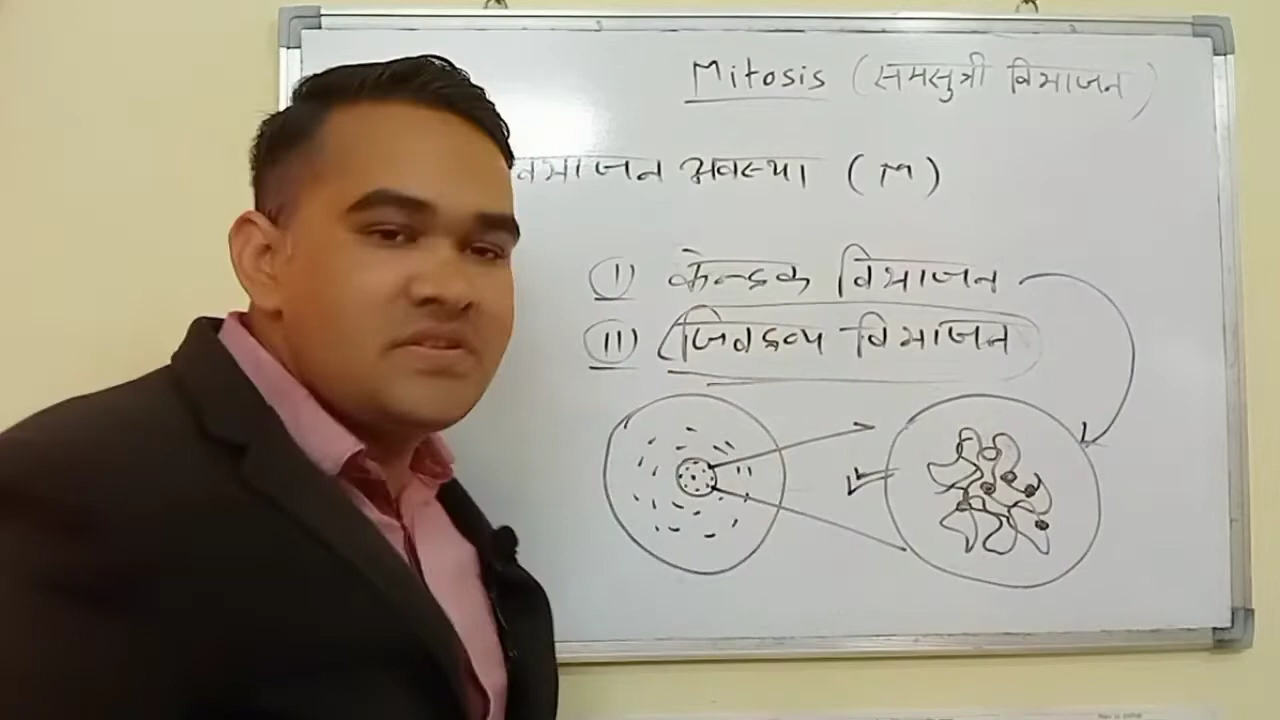 Mitosis (समसुत्री विभाजन)
विभाजन अवस्था (M)
I) केन्द्रक विभाजन
II) जिवद्रव्य विभाजन